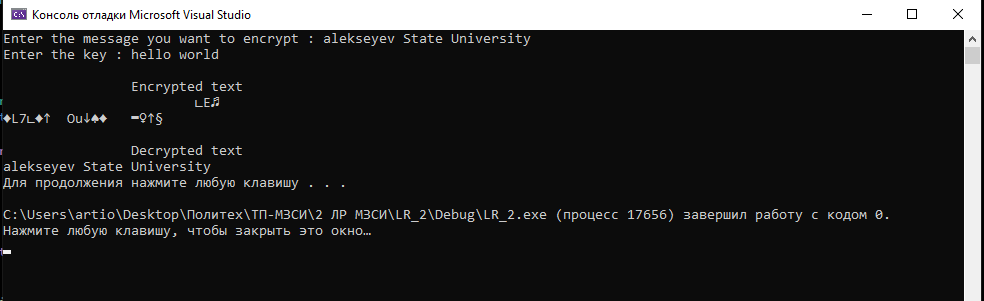 Консоль отладки Microsoft Visual Studio
Enter the message you want to encrypt : alekseyev State University
Enter the key : hello world
Encrypted text
∟E♬
♦L7∟♦↑ Ou↓♠♦ ━♀↑§
Decrypted text
alekseyev State University
Для продолжения нажмите любую клавишу . . .
C:\Users\artio\Desktop\Политех\ТП-МЗСИ\2 ЛР МЗСИ\LR_2\Debug\LR_2.exe (процесс 17656) завершил работу с кодом 0.
Нажмите любую клавишу, чтобы закрыть это окно…